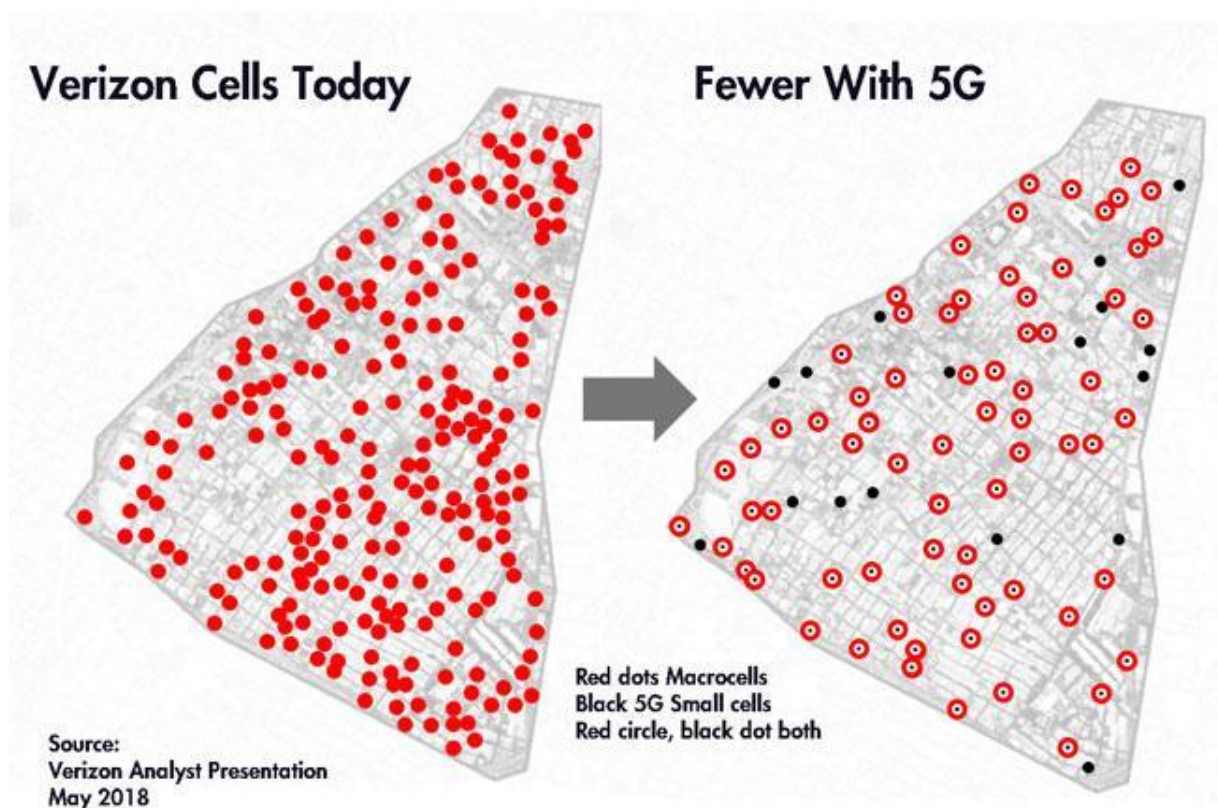 Verizon Cells Today
Fewer With 5G
Red dots Macrocells
Black 5G Small cells
Red circle, black dot both
Source:
Verizon Analyst Presentation
May 2018